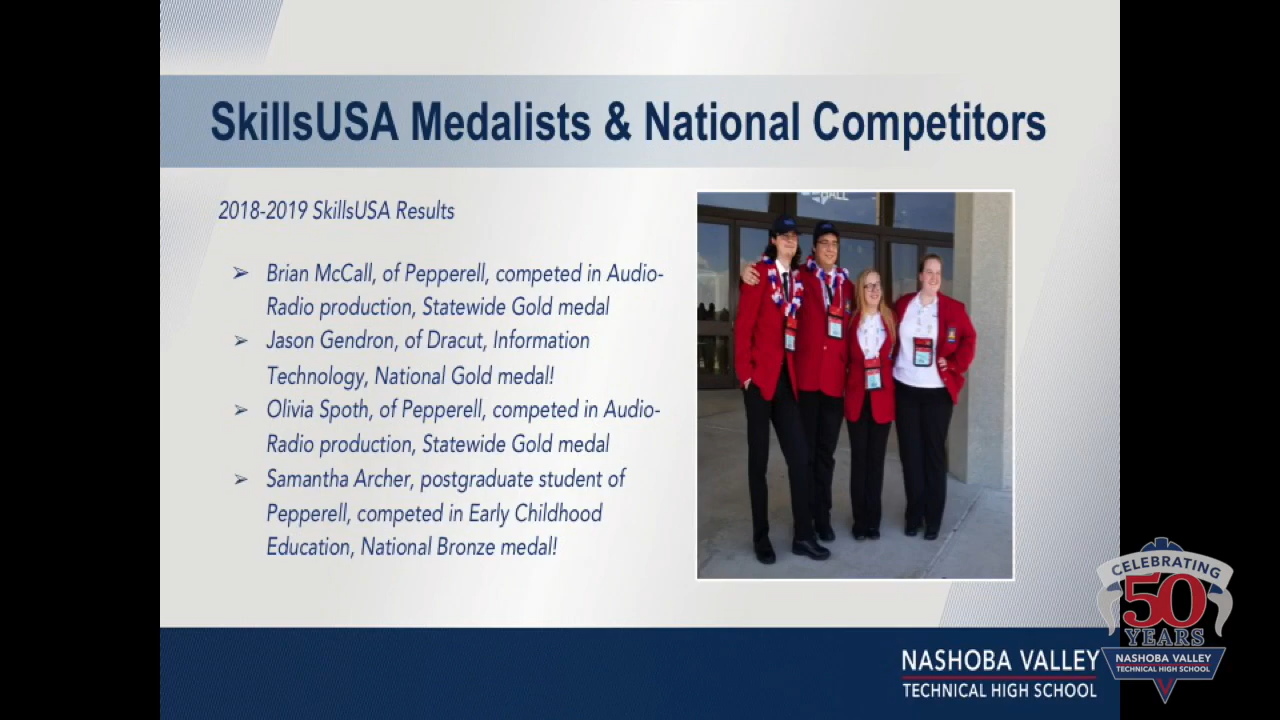 SkillsUSA Medalists & National Competitors
2018-2019 SkillsUSA Results
➢ Brian McCall, of Pepperell, competed in Audio-
Radio production, Statewide Gold medal
➢ Jason Gendron, of Dracut, Information
Technology, National Gold medal!
➢ Olivia Spoth, of Pepperell, competed in Audio-
Radio production, Statewide Gold medal
➢ Samantha Archer, postgraduate student of
Pepperell, competed in Early Childhood
Education, National Bronze medal!
NASHOBA VALLEY
TECHNICAL HIGH SCHOOL
CELEBRATING
50
YEARS
NASHOBA VALLEY
TECHNICAL HIGH SCHOOL